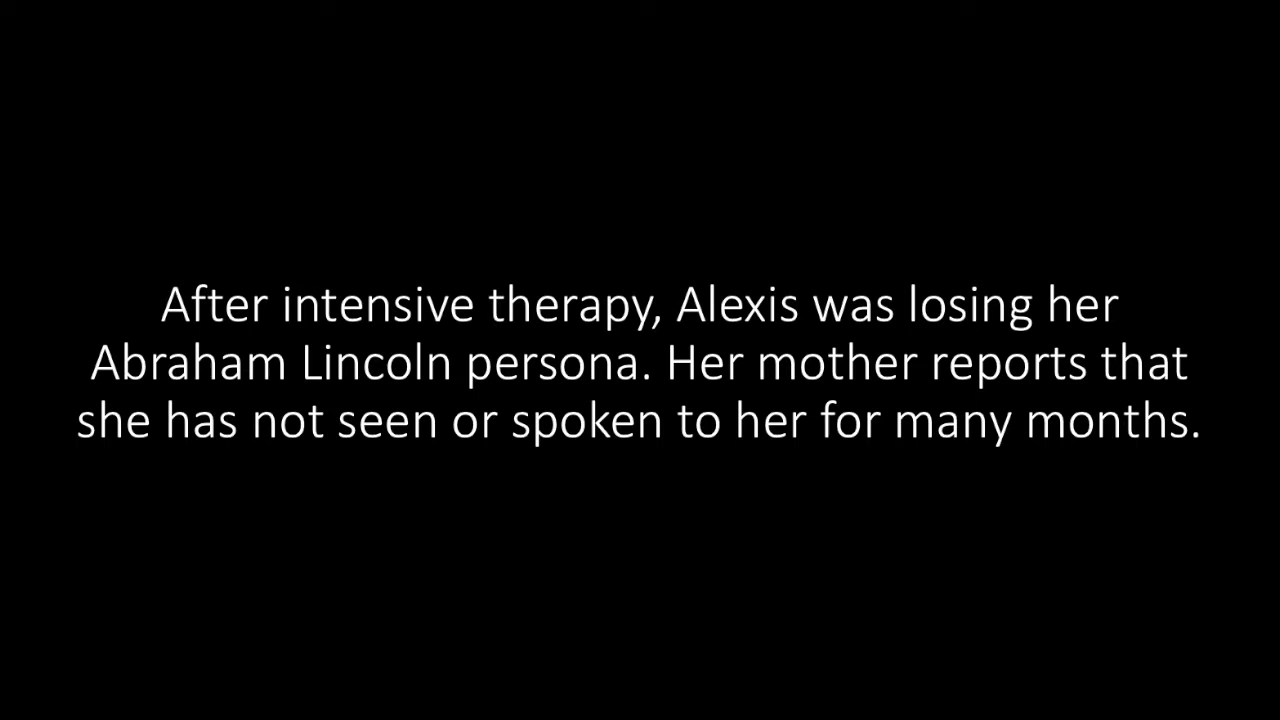 After intensive therapy, Alexis was losing her
Abraham Lincoln persona. Her mother reports that
she has not seen or spoken to her for many months.